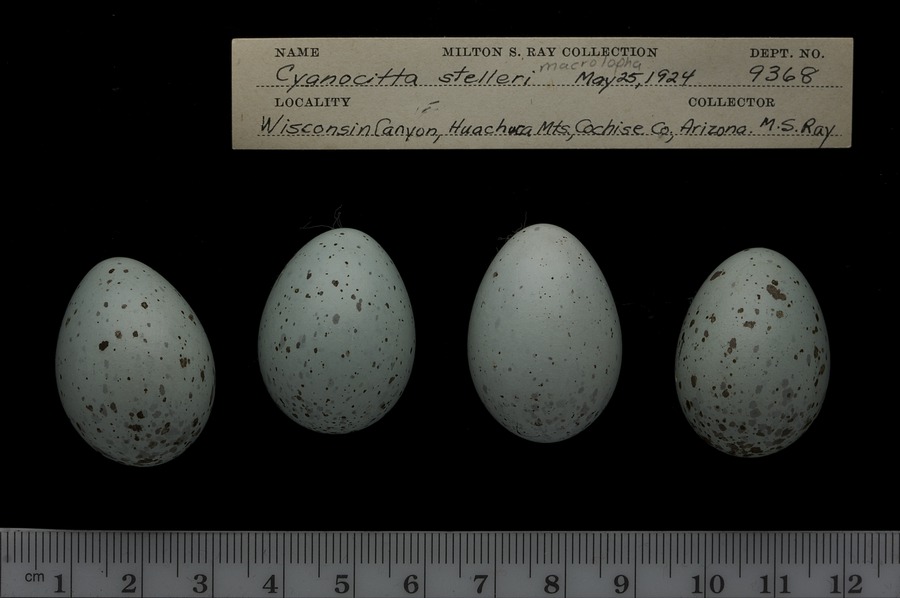 NAME MILTON S. RAY COLLECTION DEPT. NO.
Cyanocitta stelleri macrolopha May 25, 1924 9368
LOCALITY COLLECTOR
Wisconsin Canyon, Huachuca Mts, Cochise Co, Arizona. M.S. Ray
cm 1 2 3 4 5 6 7 8 9 10 11 12